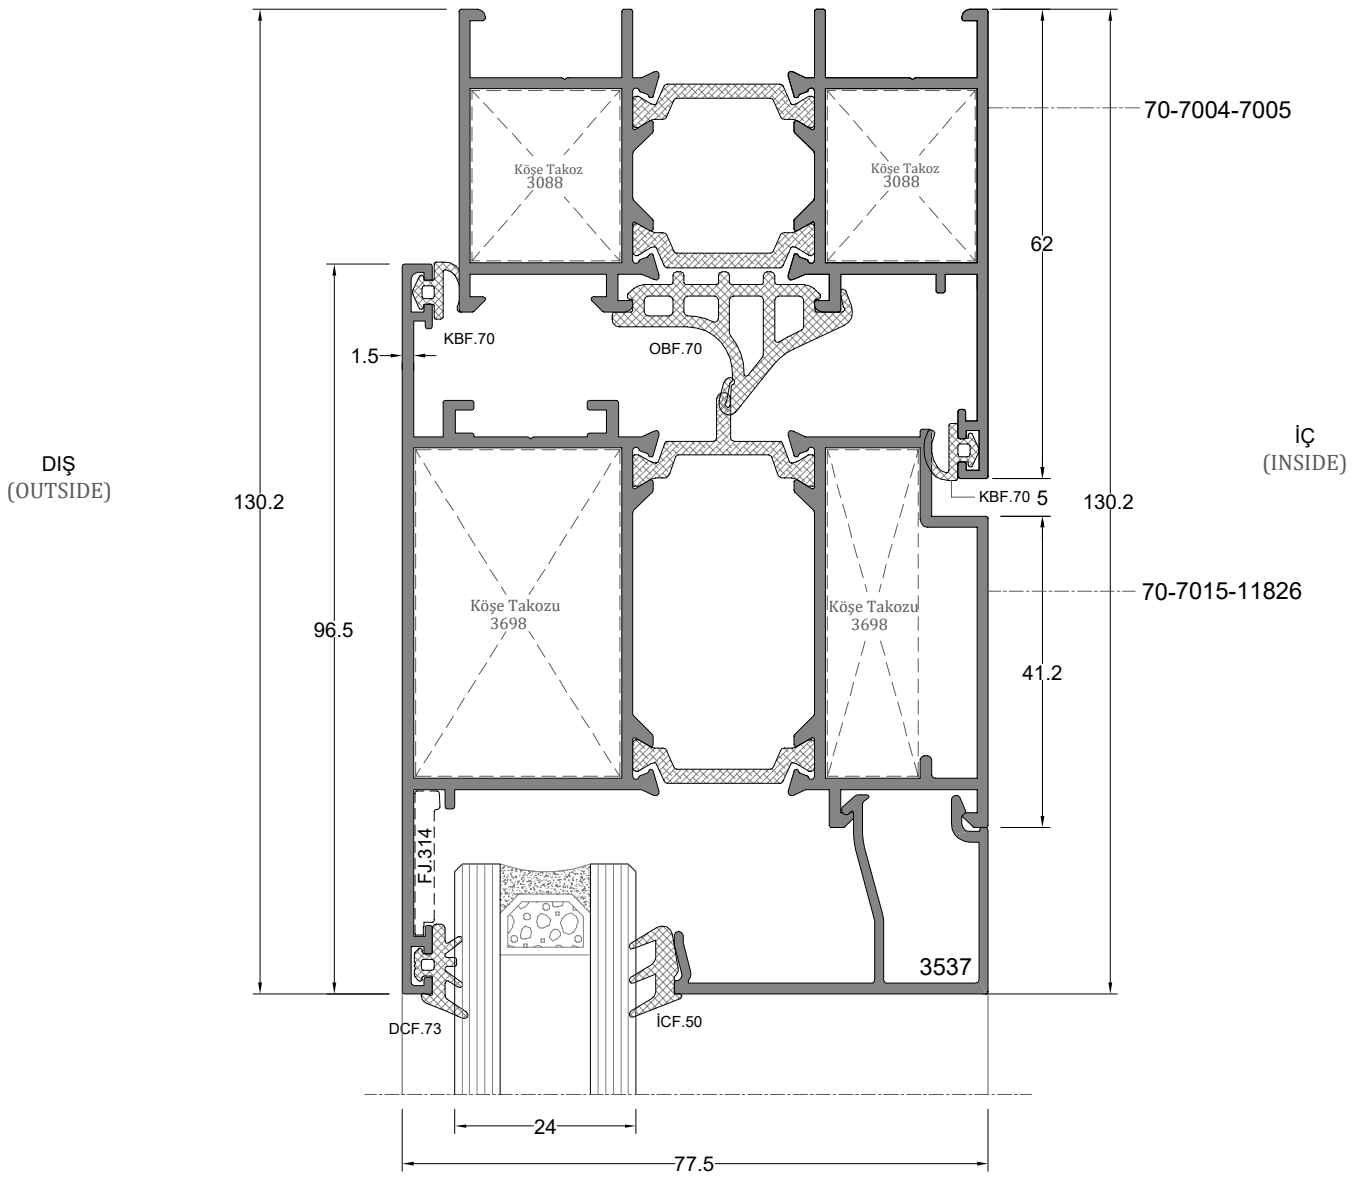 70-7004-7005
Köşe Takoz
3088
Köşe Takoz
3088
62
KBF.70
OBF.70
1.5
DIŞ
(OUTSIDE)
İÇ
(INSIDE)
130.2
KBF.70
5
130.2
70-7015-11826
Köşe Takozu
3698
Köşe Takozu
3698
96.5
41.2
FJ.314
3537
DCF.73
İCF.50
24
77.5